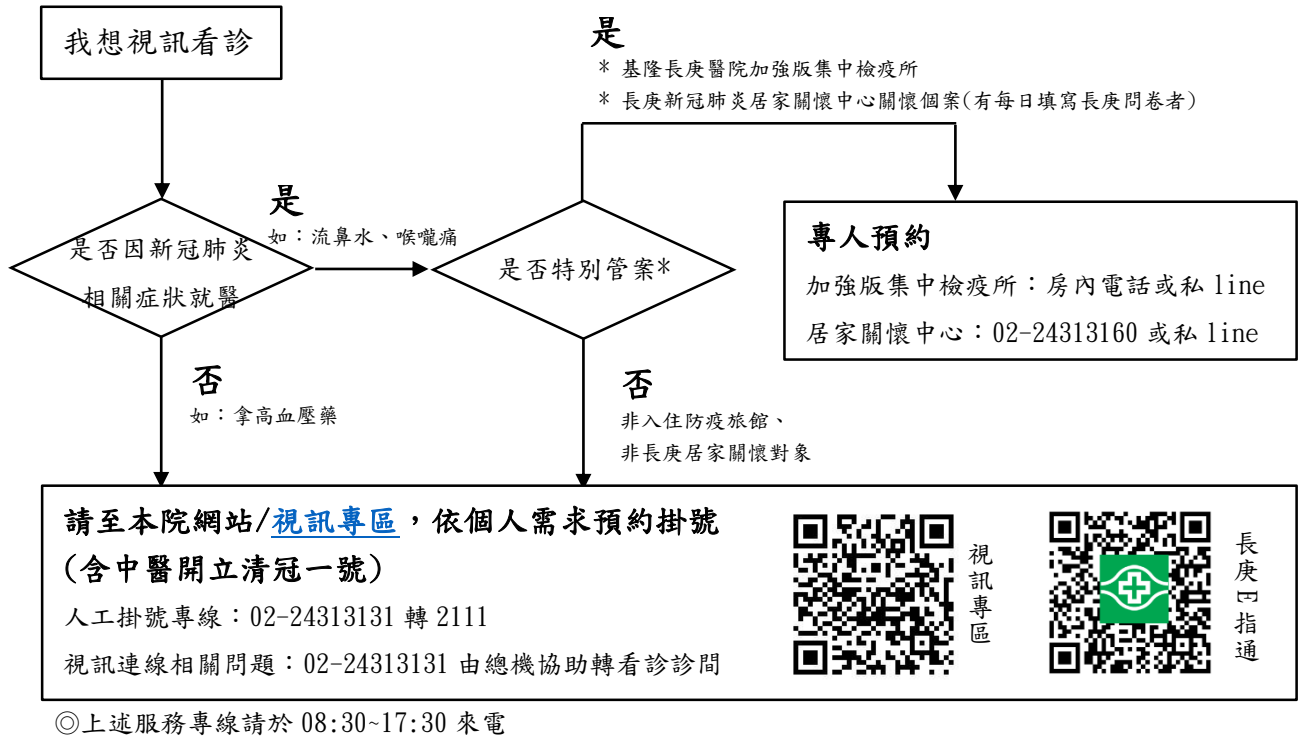 我想視訊看診
是
* 基隆長庚醫院加強版集中檢疫所
* 長庚新冠肺炎居家關懷中心關懷個案(有每日填寫長庚問卷者)
是否因新冠肺炎
相關症狀就醫
是
如：流鼻水、喉嚨痛
是否特別管案*
專人預約
加強版集中檢疫所：房內電話或私 line
居家關懷中心：02-24313160 或私 line
否
如：拿高血壓藥
否
非入住防疫旅館、
非長庚居家關懷對象
請至本院網站/視訊專區，依個人需求預約掛號
(含中醫開立清冠一號)
人工掛號專線：02-24313131 轉 2111
視訊連線相關問題：02-24313131 由總機協助轉看診診間
視訊專區
長庚 E 指通
◎上述服務專線請於 08:30~17:30 來電